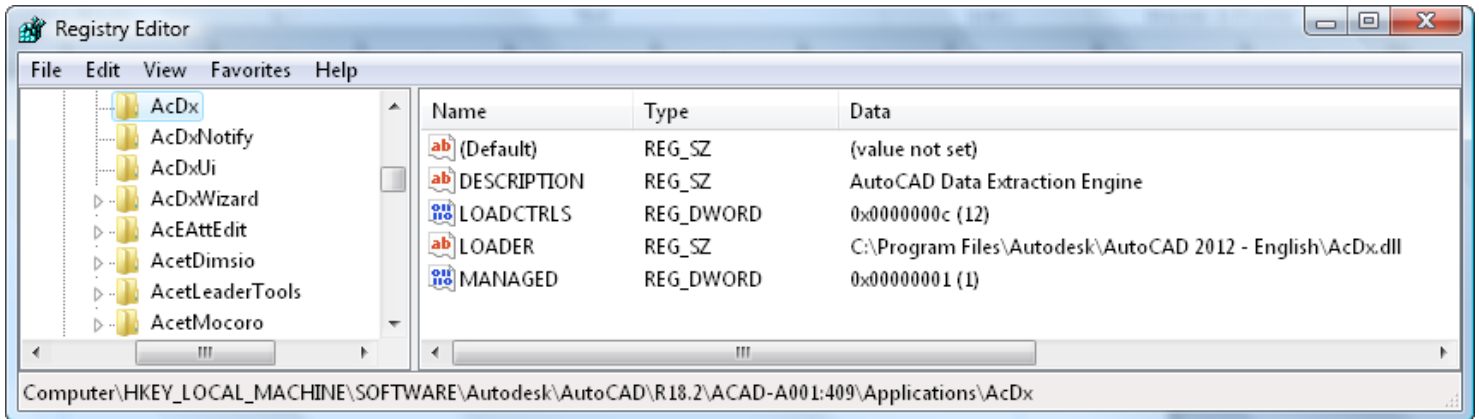 Registry Editor
File Edit View Favorites Help
AcDx
AcDxNotify
AcDxUi
AcDxWizard
AcEAttEdit
AcetDimsio
AcetLeaderTools
AcetMocoro
Name Type Data
(Default) REG_SZ (value not set)
DESCRIPTION REG_SZ AutoCAD Data Extraction Engine
LOADCTRLS REG_DWORD 0x0000000c (12)
LOADER REG_SZ C:\Program Files\Autodesk\AutoCAD 2012 - English\AcDx.dll
MANAGED REG_DWORD 0x00000001 (1)
Computer\HKEY_LOCAL_MACHINE\SOFTWARE\Autodesk\AutoCAD\R18.2\ACAD-A001:409\Applications\AcDx